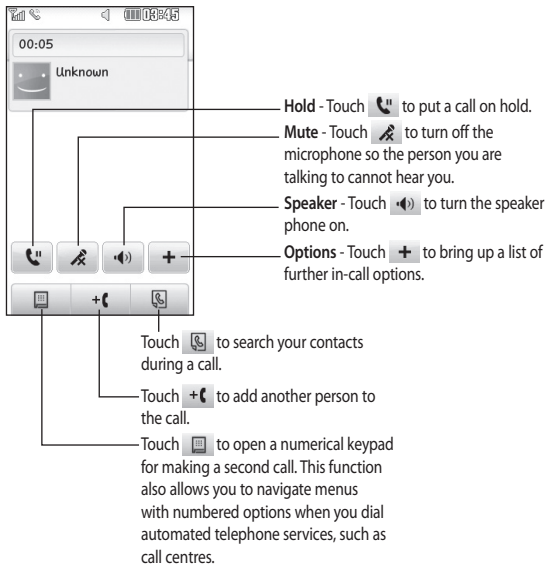 03:45
00:05
Unknown
Hold - Touch to put a call on hold.
Mute - Touch to turn off the
microphone so the person you are
talking to cannot hear you.
Speaker - Touch to turn the speaker
phone on.
Options - Touch + to bring up a list of
further in-call options.
Touch to search your contacts
during a call.
Touch to add another person to
the call.
Touch to open a numerical keypad
for making a second call. This function
also allows you to navigate menus
with numbered options when you dial
automated telephone services, such as
call centres.